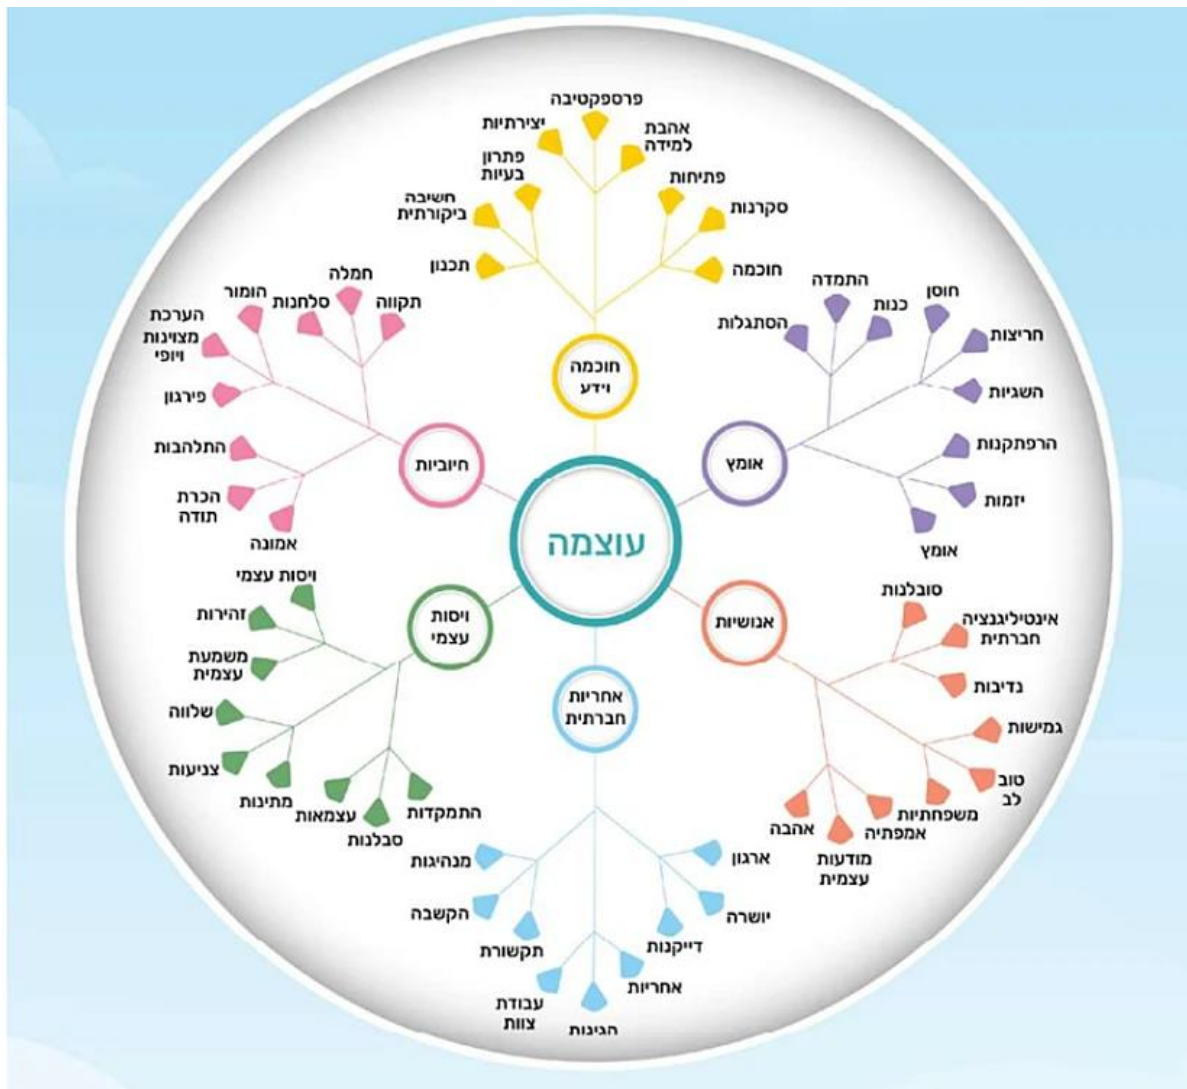 עוצמה
חוכמה
וידע
פרספקטיבה
יצירתיות
אהבת
למידה
פתרון
בעיות
פתיחות
חשיבה
ביקורתית
סקרנות
תכנון
חוכמה
אומץ
התמדה
כנות
חוסן
הסתגלות
חריצות
השגיות
הרפתקנות
יזמות
אומץ
אנושיות
סובלנות
אינטיליגנציה
חברתית
נדיבות
גמישות
טוב
לב
משפחתיות
אמפתיה
מודעות
עצמית
אהבה
אחריות
חברתית
ארגון
יושרה
דייקנות
אחריות
הגינות
עבודת
צוות
תקשורת
הקשבה
מנהיגות
ויסות
עצמי
ויסות עצמי
זהירות
משמעת
עצמית
שלווה
צניעות
מתינות
עצמאות
סבלנות
התמקדות
חיוביות
חמלה
תקווה
סלחנות
הומור
הערכת
מצוינות
ויופי
פירגון
התלהבות
הכרת
תודה
אמונה